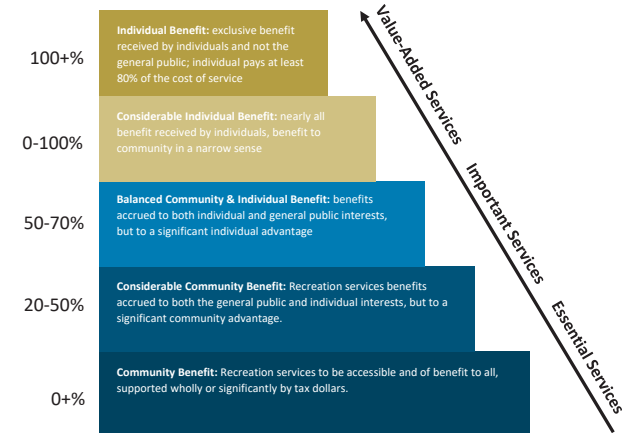 100+%
Individual Benefit: exclusive benefit
received by individuals and not the
general public; individual pays at least
80% of the cost of service
0-100%
Considerable Individual Benefit: nearly all
benefit received by individuals, benefit to
community in a narrow sense
50-70%
Balanced Community & Individual Benefit: benefits
accrued to both individual and general public interests,
but to a significant individual advantage
20-50%
Considerable Community Benefit: Recreation services benefits
accrued to both the general public and individual interests, but to a
significant community advantage.
0+%
Community Benefit: Recreation services to be accessible and of benefit to all,
supported wholly or significantly by tax dollars.
Value-Added Services
Important Services
Essential Services